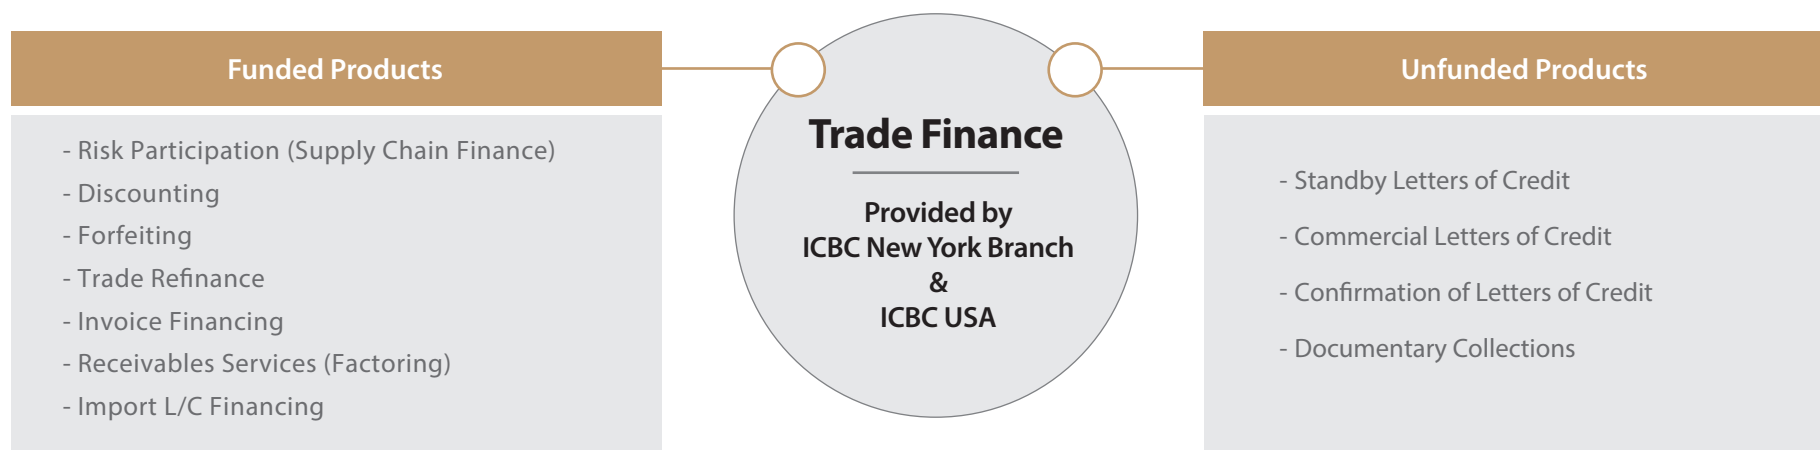 Funded Products
- Risk Participation (Supply Chain Finance)
- Discounting
- Forfeiting
- Trade Refinance
- Invoice Financing
- Receivables Services (Factoring)
- Import L/C Financing
Trade Finance
Provided by
ICBC New York Branch
&
ICBC USA
Unfunded Products
- Standby Letters of Credit
- Commercial Letters of Credit
- Confirmation of Letters of Credit
- Documentary Collections